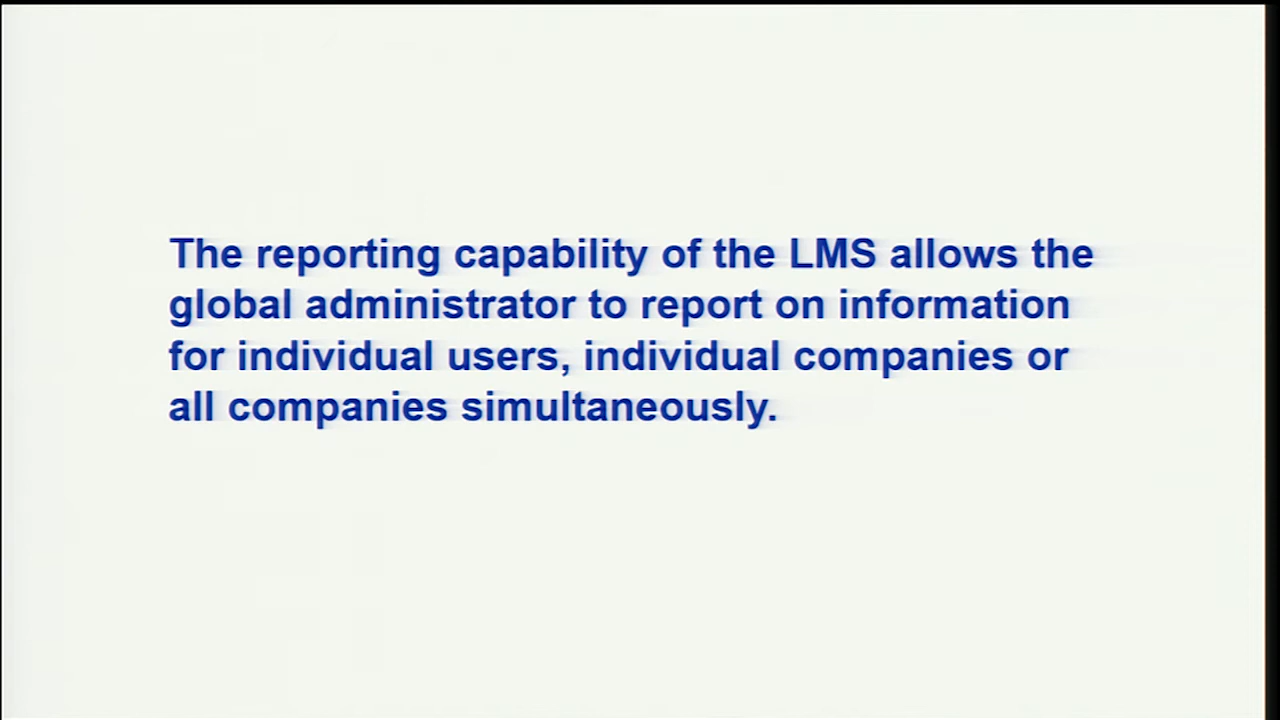 The reporting capability of the LMS allows the
global administrator to report on information
for individual users, individual companies or
all companies simultaneously.